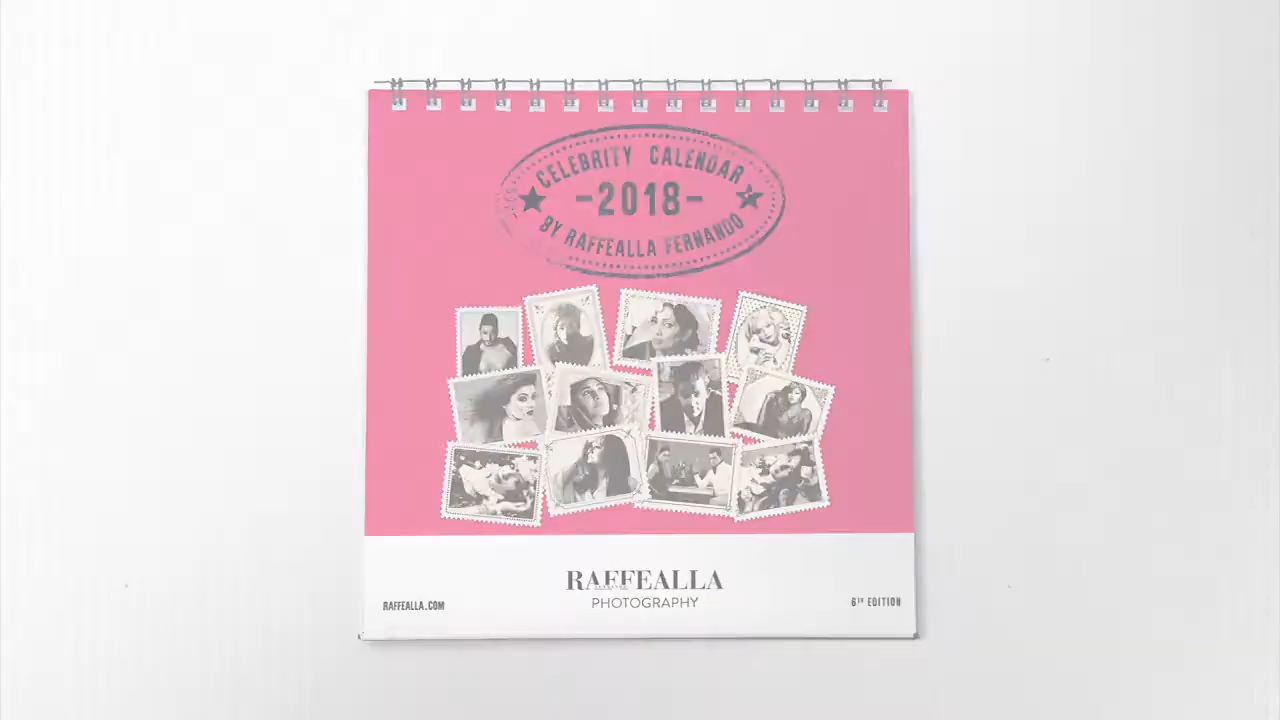 CELEBRITY CALENDAR
-2018-
BY RAFFEALLA FERNANDO
RAFFEALLA
PHOTOGRAPHY
RAFFEALLA.COM
6TH EDITION